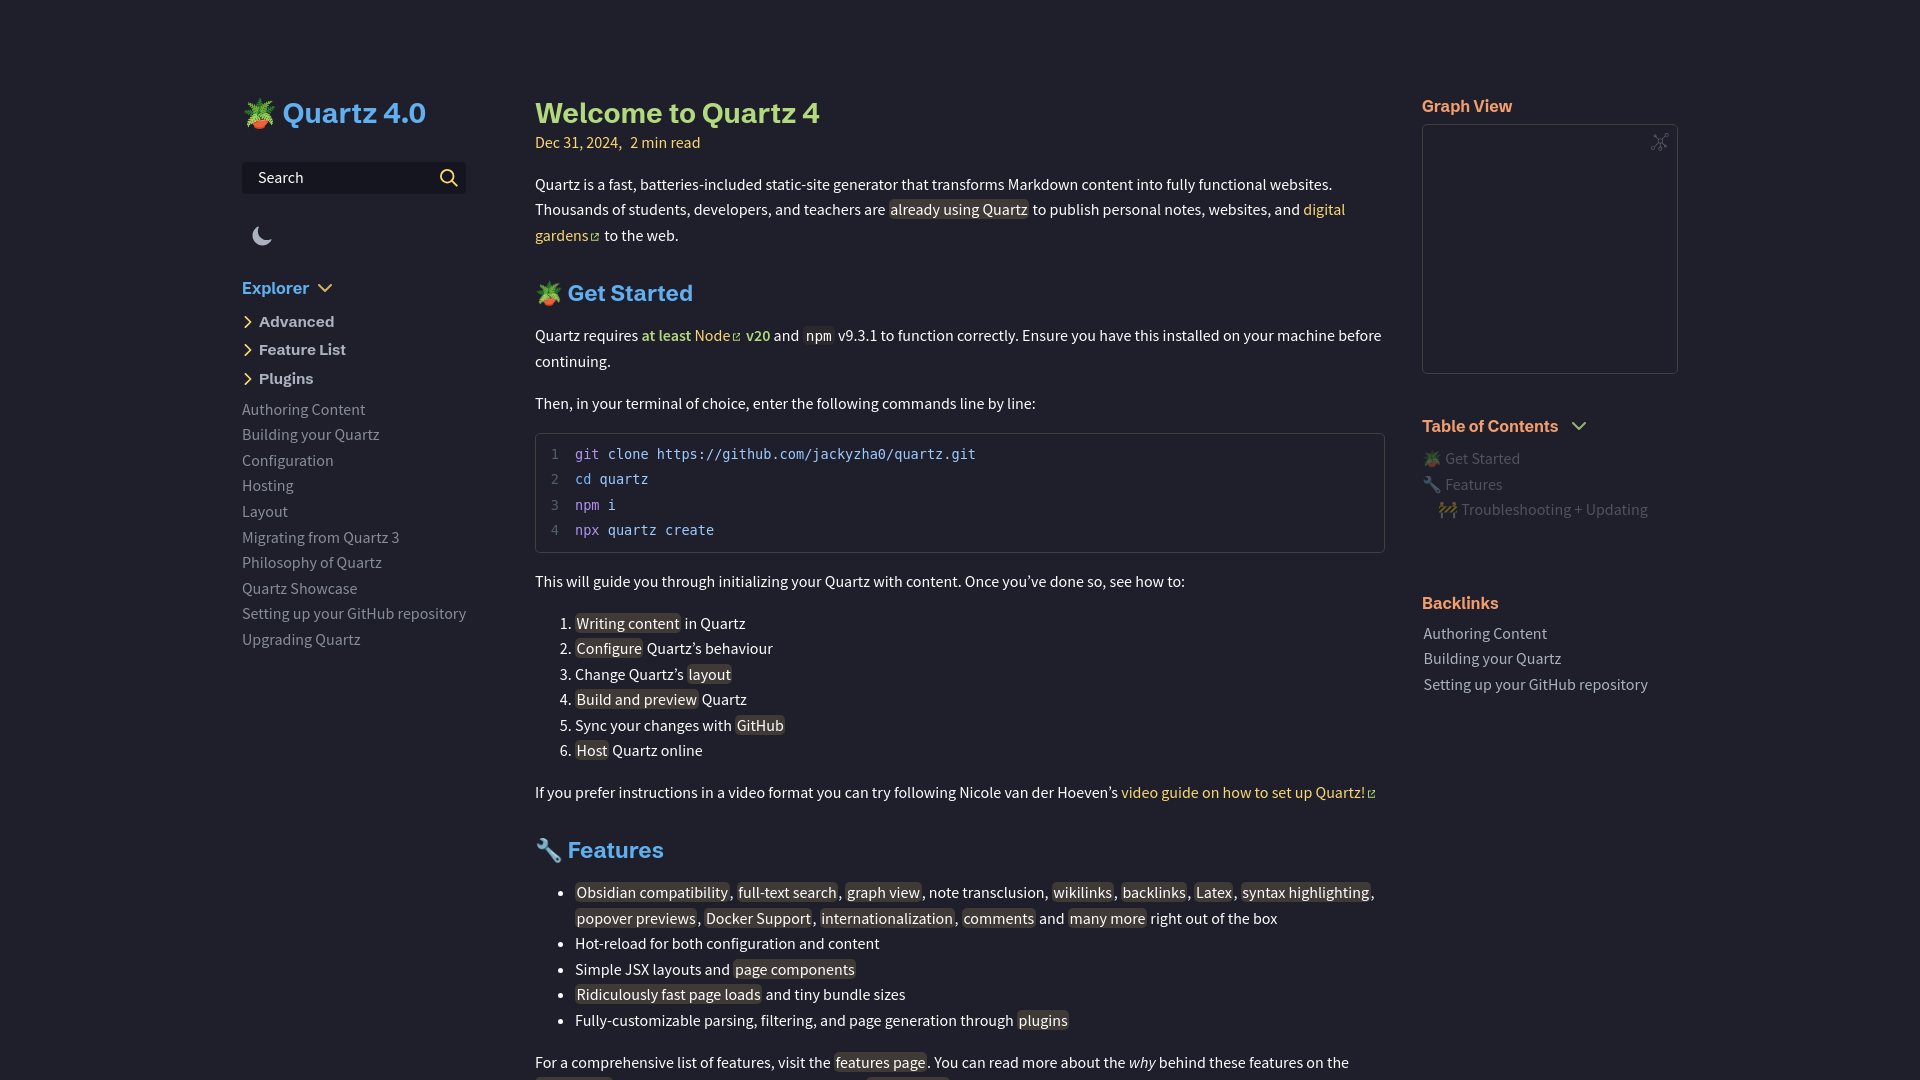 🪴 Quartz 4.0
Search
Explorer
Advanced
Feature List
Plugins
Authoring Content
Building your Quartz
Configuration
Hosting
Layout
Migrating from Quartz 3
Philosophy of Quartz
Quartz Showcase
Setting up your GitHub repository
Upgrading Quartz
Welcome to Quartz 4
Dec 31, 2024, 2 min read
Quartz is a fast, batteries-included static-site generator that transforms Markdown content into fully functional websites.
Thousands of students, developers, and teachers are already using Quartz to publish personal notes, websites, and digital
gardens to the web.
🪴 Get Started
Quartz requires at least Node v20 and npm v9.3.1 to function correctly. Ensure you have this installed on your machine before
continuing.
Then, in your terminal of choice, enter the following commands line by line:
1 git clone https://github.com/jackyzha0/quartz.git
2 cd quartz
3 npm i
4 npx quartz create
This will guide you through initializing your Quartz with content. Once you’ve done so, see how to:
1. Writing content in Quartz
2. Configure Quartz’s behaviour
3. Change Quartz’s layout
4. Build and preview Quartz
5. Sync your changes with GitHub
6. Host Quartz online
If you prefer instructions in a video format you can try following Nicole van der Hoeven’s video guide on how to set up Quartz!
🔧 Features
• Obsidian compatibility, full-text search, graph view, note transclusion, wikilinks, backlinks, Latex, syntax highlighting,
popover previews, Docker Support, internationalization, comments and many more right out of the box
• Hot-reload for both configuration and content
• Simple JSX layouts and page components
• Ridiculously fast page loads and tiny bundle sizes
• Fully-customizable parsing, filtering, and page generation through plugins
For a comprehensive list of features, visit the features page. You can read more about the why behind these features on the
Graph View
Table of Contents
🪴 Get Started
🔧 Features
🚧 Troubleshooting + Updating
Backlinks
Authoring Content
Building your Quartz
Setting up your GitHub repository